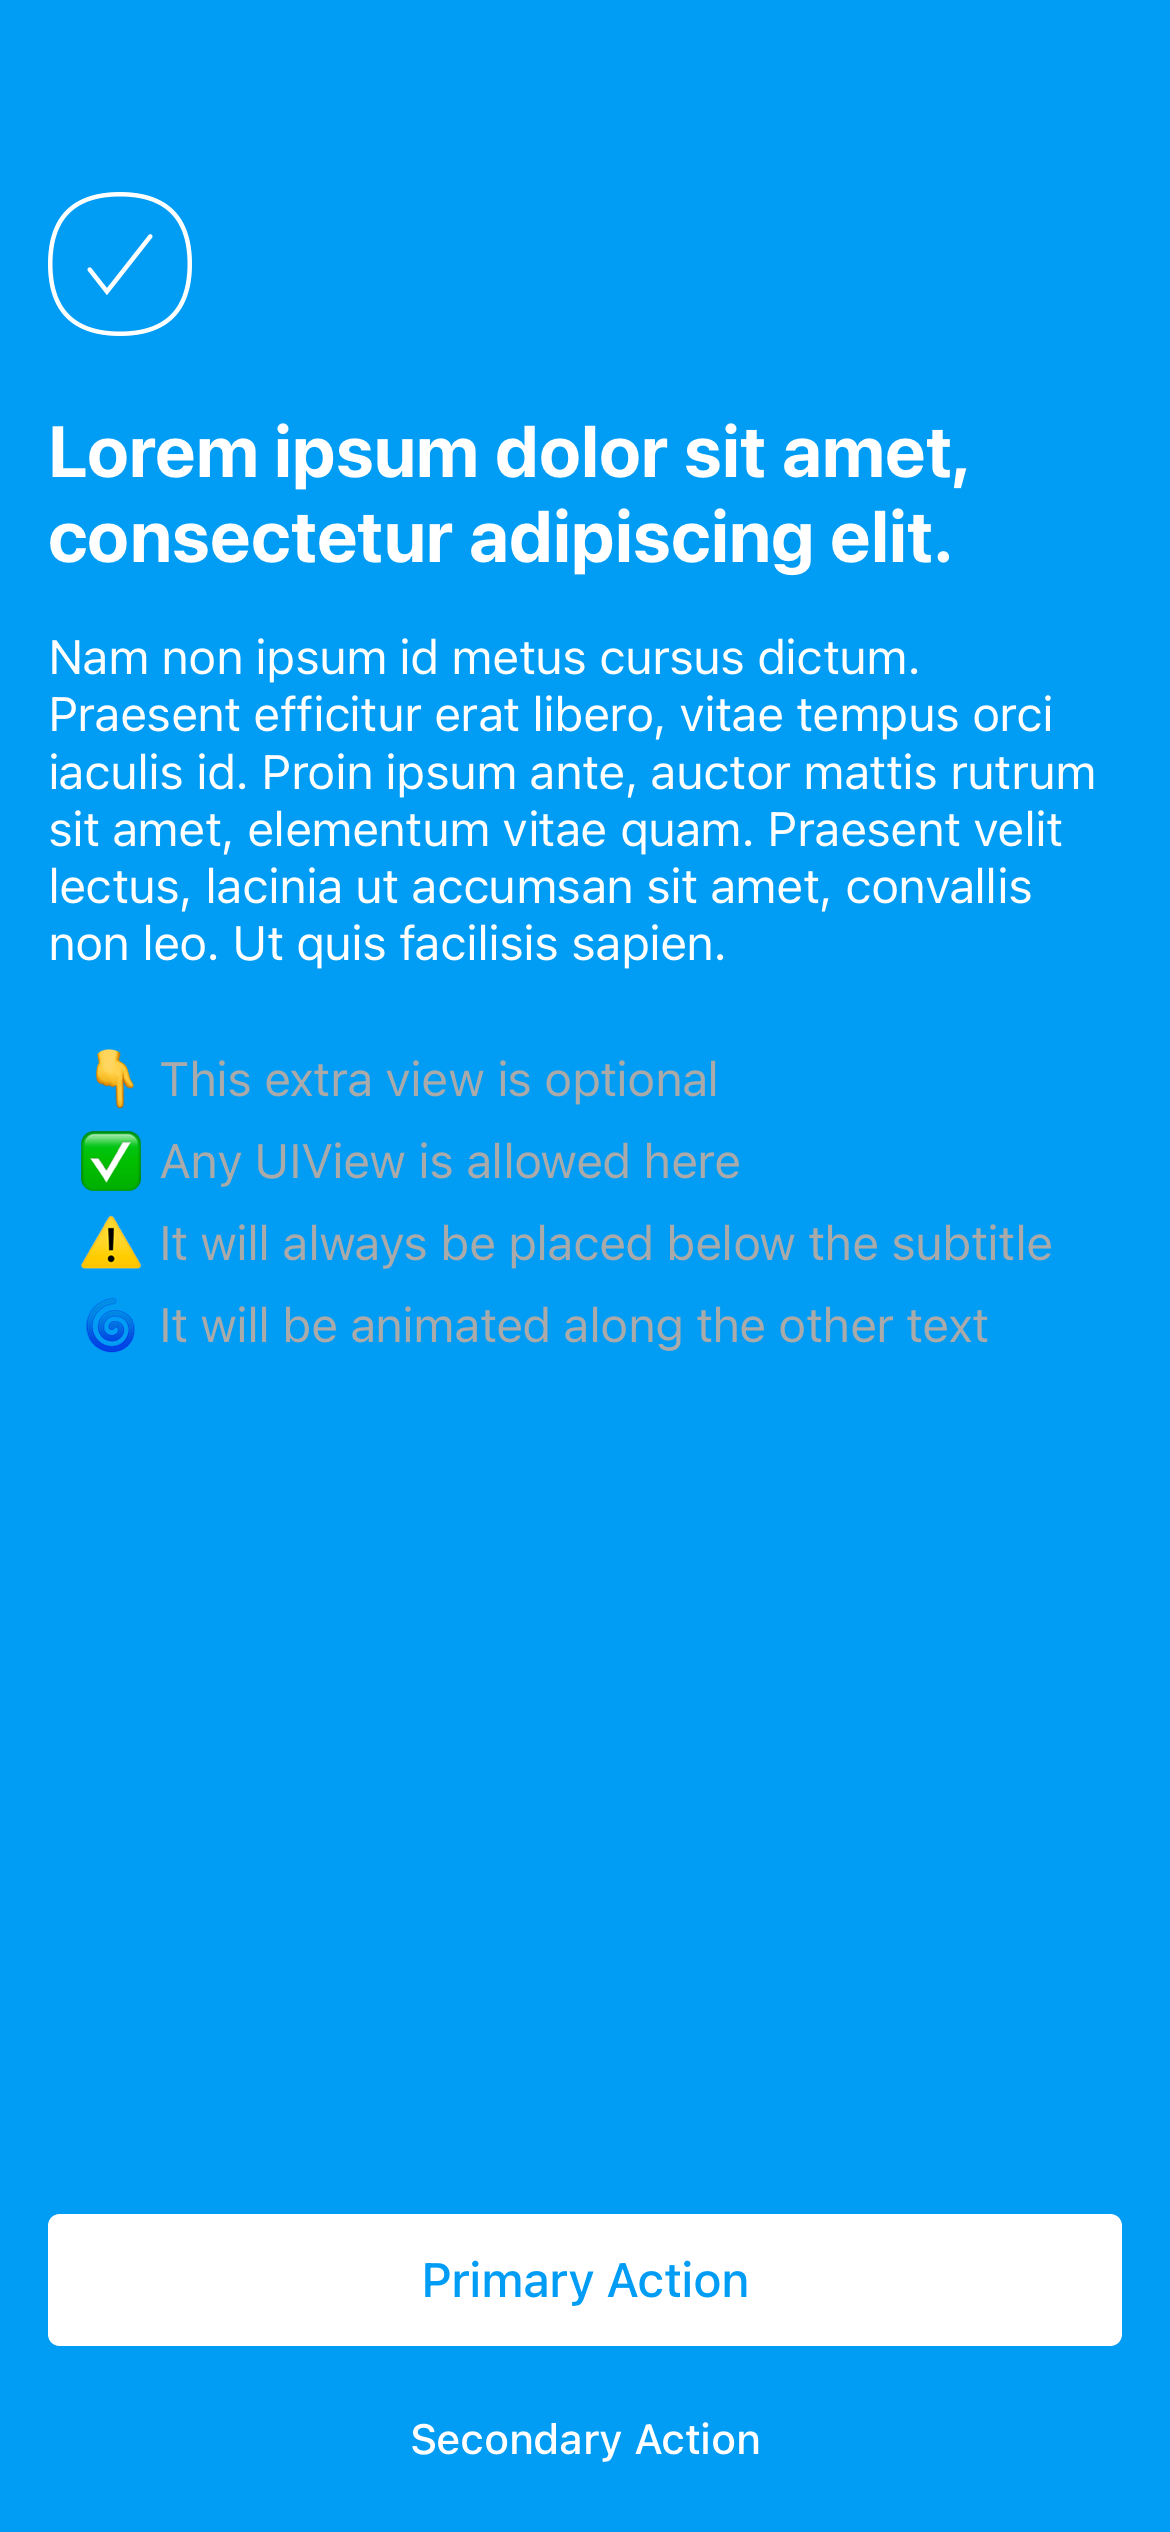 Lorem ipsum dolor sit amet,
consectetur adipiscing elit.
Nam non ipsum id metus cursus dictum.
Praesent efficitur erat libero, vitae tempus orci
iaculis id. Proin ipsum ante, auctor mattis rutrum
sit amet, elementum vitae quam. Praesent velit
lectus, lacinia ut accumsan sit amet, convallis
non leo. Ut quis facilisis sapien.
👇 This extra view is optional
✅ Any UIView is allowed here
⚠️ It will always be placed below the subtitle
🌀 It will be animated along the other text
Primary Action
Secondary Action